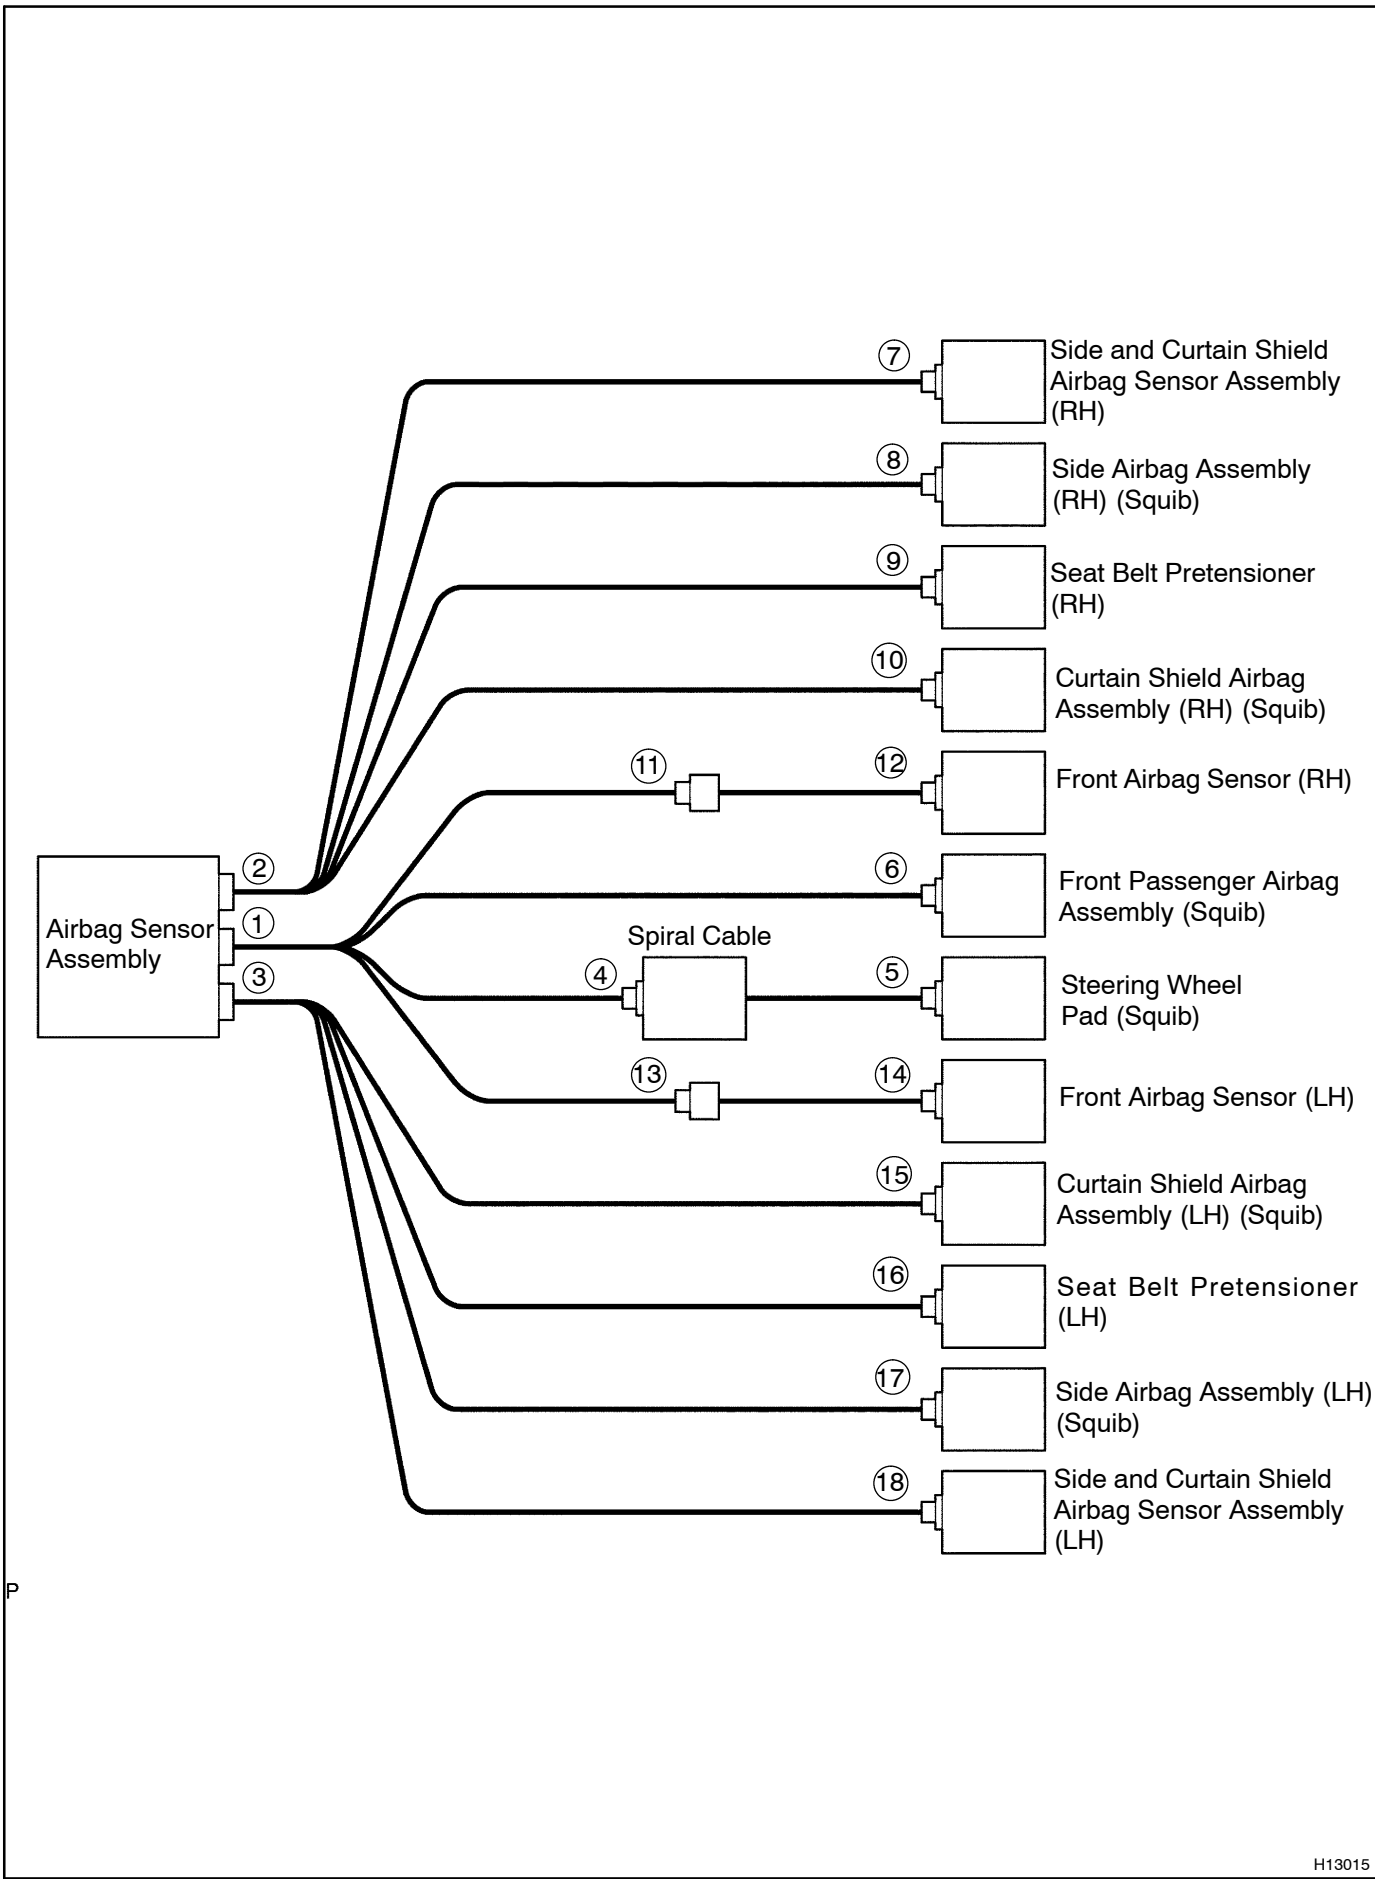 7
Side and Curtain Shield
Airbag Sensor Assembly
(RH)
8
Side Airbag Assembly
(RH) (Squib)
9
Seat Belt Pretensioner
(RH)
10
Curtain Shield Airbag
Assembly (RH) (Squib)
11
12
Front Airbag Sensor (RH)
2
6
Front Passenger Airbag
Assembly (Squib)
1
Airbag Sensor
Assembly
Spiral Cable
3
4
5
Steering Wheel
Pad (Squib)
13
14
Front Airbag Sensor (LH)
15
Curtain Shield Airbag
Assembly (LH) (Squib)
16
Seat Belt Pretensioner
(LH)
17
Side Airbag Assembly (LH)
(Squib)
18
Side and Curtain Shield
Airbag Sensor Assembly
(LH)
P
H13015